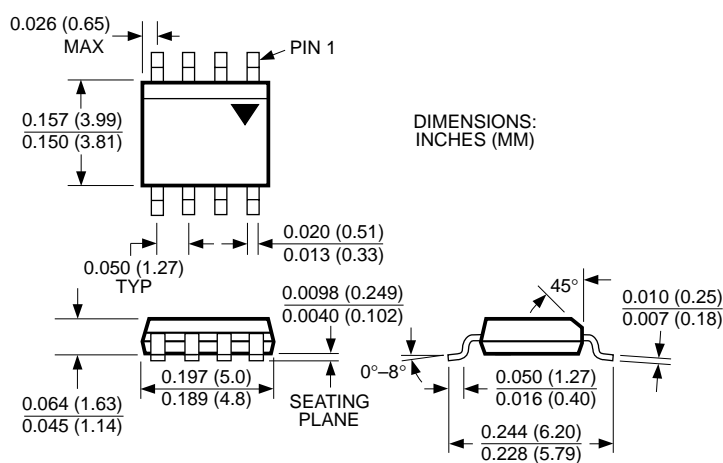 0.026 (0.65)
MAX
PIN 1
0.157 (3.99)
0.150 (3.81)
DIMENSIONS:
INCHES (MM)
0.020 (0.51)
0.013 (0.33)
0.050 (1.27)
TYP
0.0098 (0.249)
0.0040 (0.102)
45°
0.010 (0.25)
0.007 (0.18)
0°–8°
0.197 (5.0)
0.189 (4.8)
SEATING
PLANE
0.050 (1.27)
0.016 (0.40)
0.064 (1.63)
0.045 (1.14)
0.244 (6.20)
0.228 (5.79)